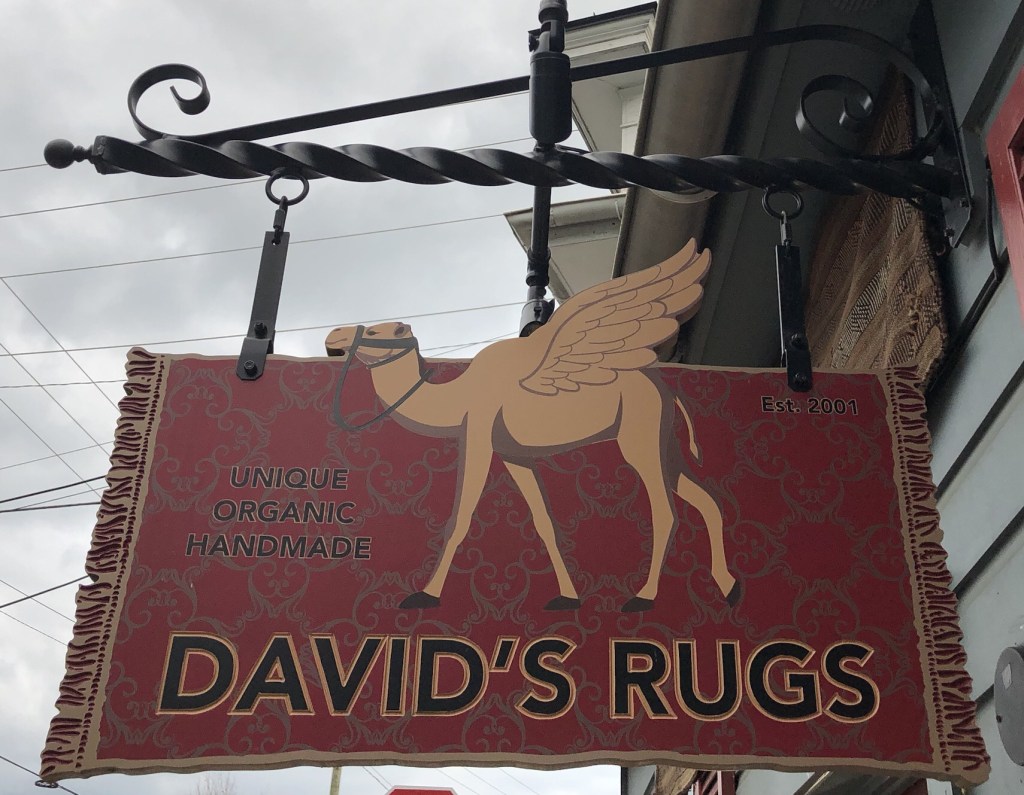 Est. 2001
UNIQUE
ORGANIC
HANDMADE
DAVID'S RUGS